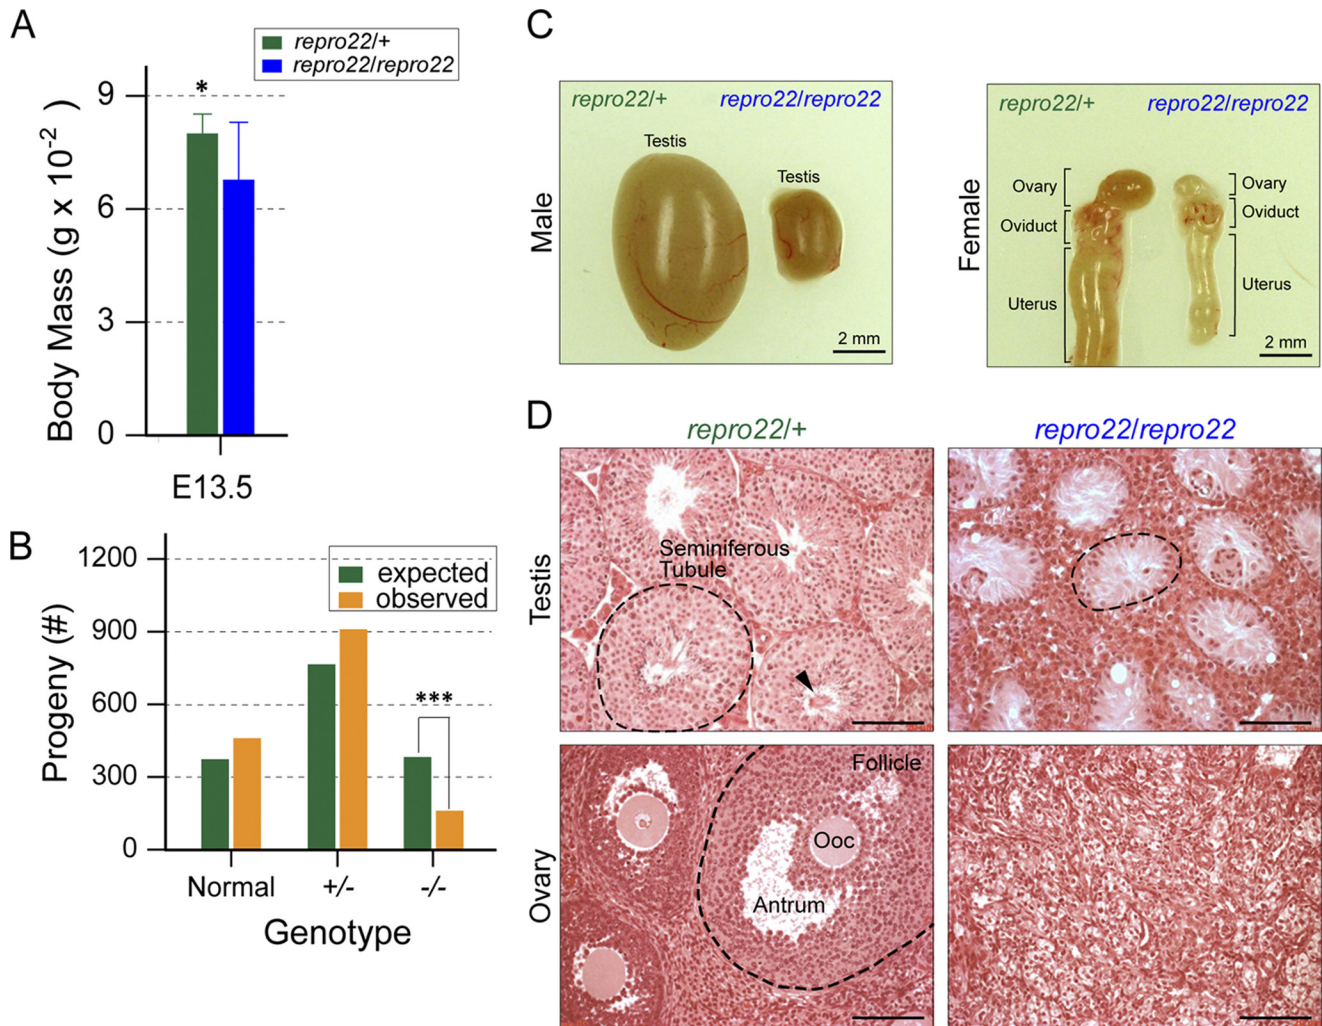 A
repro22/+
repro22/repro22
Body Mass (g x 10-2 )
9
6
3
0
*
E13.5
B
Progeny (#)
1200
900
600
300
0
expected
observed
***
Normal
+/-
-/-
Genotype
C
Male
repro22/+
repro22/repro22
Testis
Testis
2 mm
Female
repro22/+
repro22/repro22
Ovary
Oviduct
Uterus
Ovary
Oviduct
Uterus
2 mm
D
repro22/+
repro22/repro22
Testis
Seminiferous
Tubule
Ovary
Follicle
Ooc
Antrum